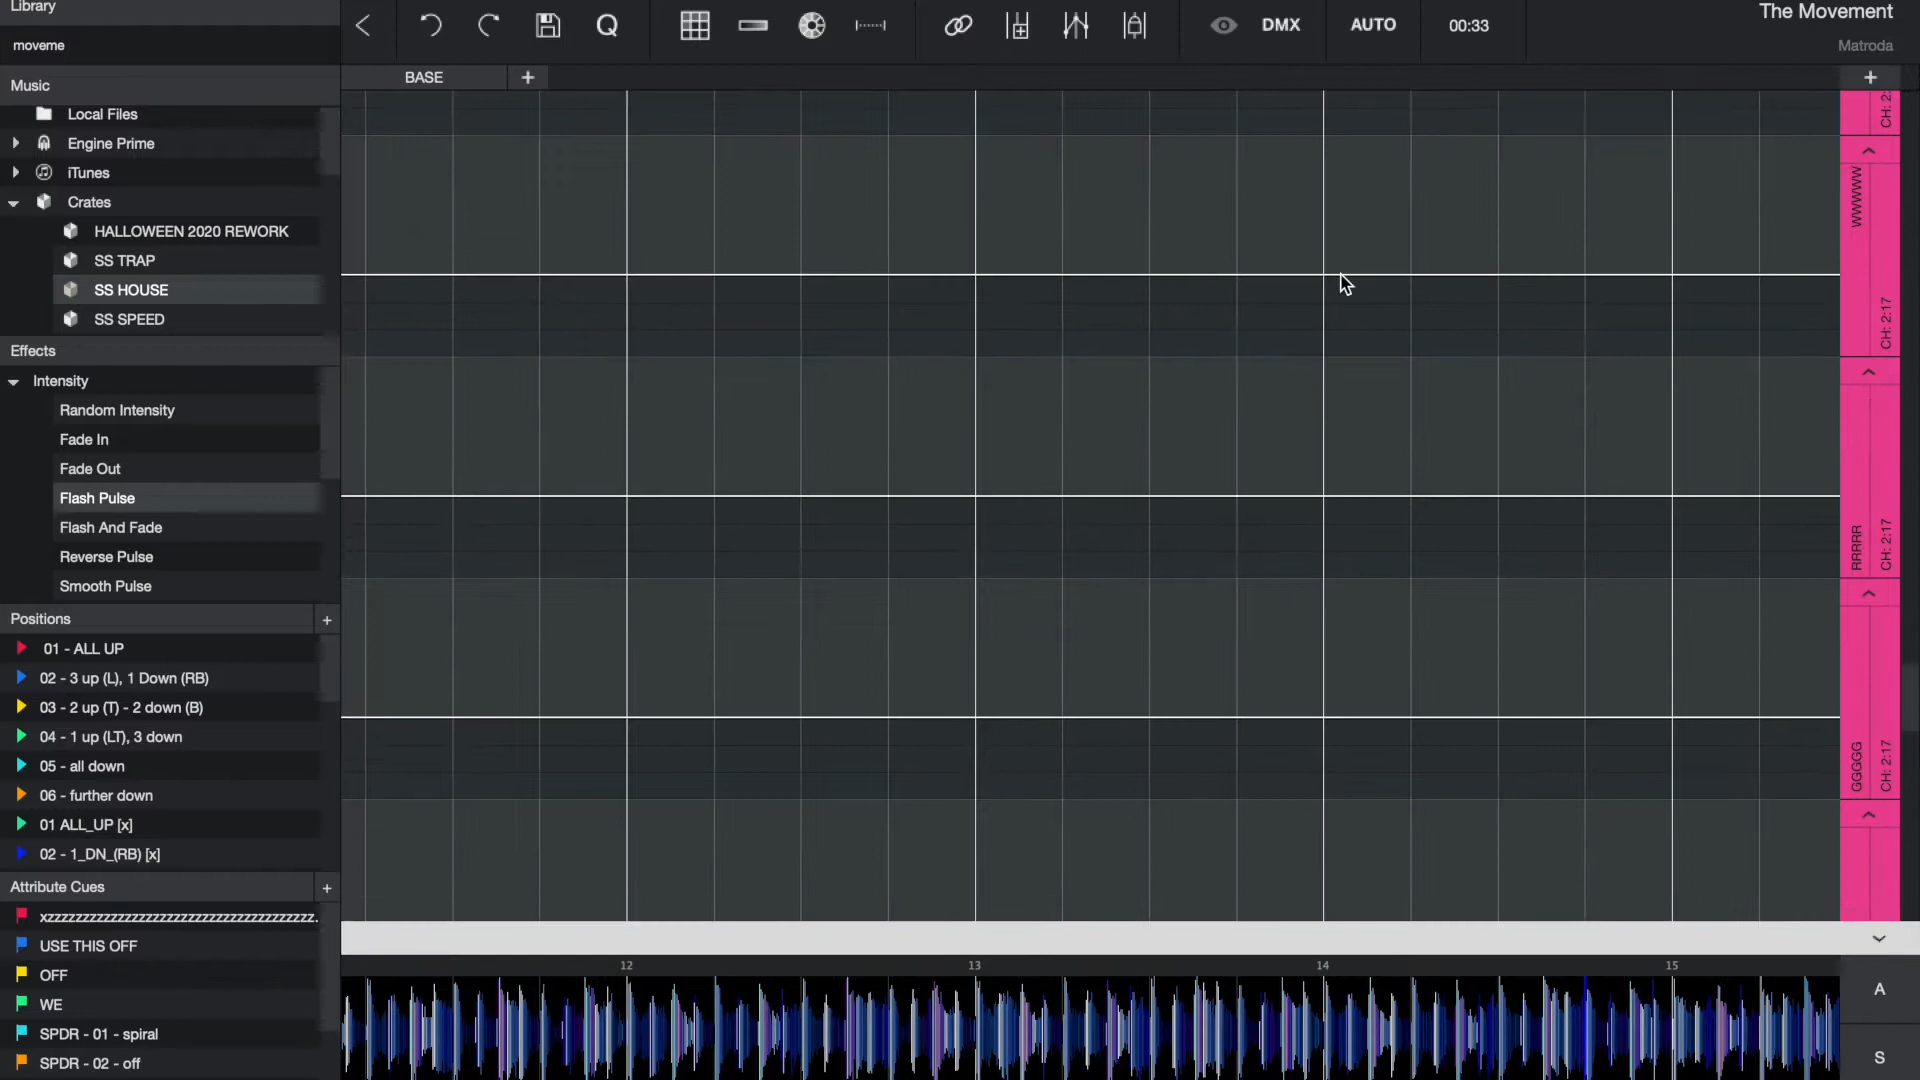 Library
moveme
Music
Local Files
Engine Prime
iTunes
Crates
HALLOWEEN 2020 REWORK
SS TRAP
SS HOUSE
SS SPEED
Effects
Intensity
Random Intensity
Fade In
Fade Out
Flash Pulse
Flash And Fade
Reverse Pulse
Smooth Pulse
Positions +
01 - ALL UP
02 - 3 up (L), 1 Down (RB)
03 - 2 up (T) - 2 down (B)
04 - 1 up (LT), 3 down
05 - all down
06 - further down
01 ALL_UP [x]
02 - 1_DN_(RB) [x]
Attribute Cues +
USE THIS OFF
OFF
WE
SPDR - 01 - spiral
SPDR - 02 - off
Q
DMX
AUTO
00:33
The Movement
Matroda
BASE +
+
CH: 2:
WWWWW
CH: 2:17
RRRRR
CH: 2:17
GGGGG
CH: 2:17
12 13 14 15
A
S